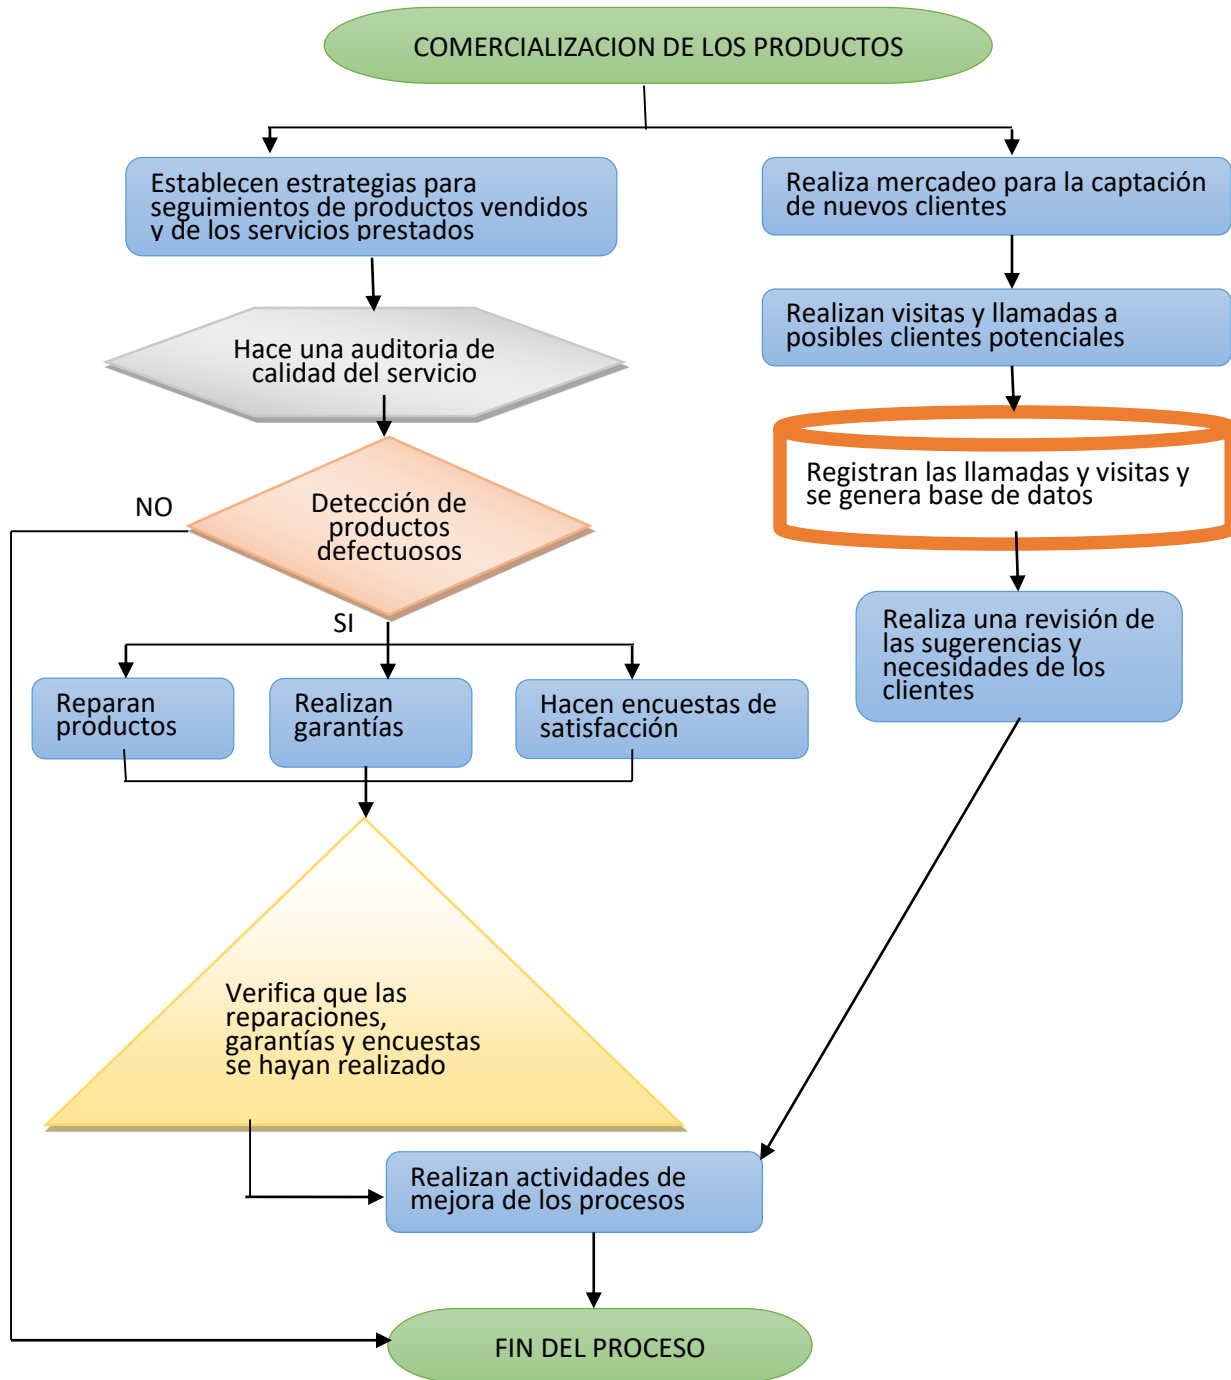 COMERCIALIZACION DE LOS PRODUCTOS
Establecen estrategias para
seguimientos de productos vendidos
y de los servicios prestados
Realiza mercadeo para la captación
de nuevos clientes
Realizan visitas y llamadas a
posibles clientes potenciales
Hace una auditoria de
calidad del servicio
Registran las llamadas y visitas y
se genera base de datos
NO
Detección de
productos
defectuosos
SI
Realiza una revisión de
las sugerencias y
necesidades de los
clientes
Reparan
productos
Realizan
garantías
Hacen encuestas de
satisfacción
Verifica que las
reparaciones,
garantías y encuestas
se hayan realizado
Realizan actividades de
mejora de los procesos
FIN DEL PROCESO